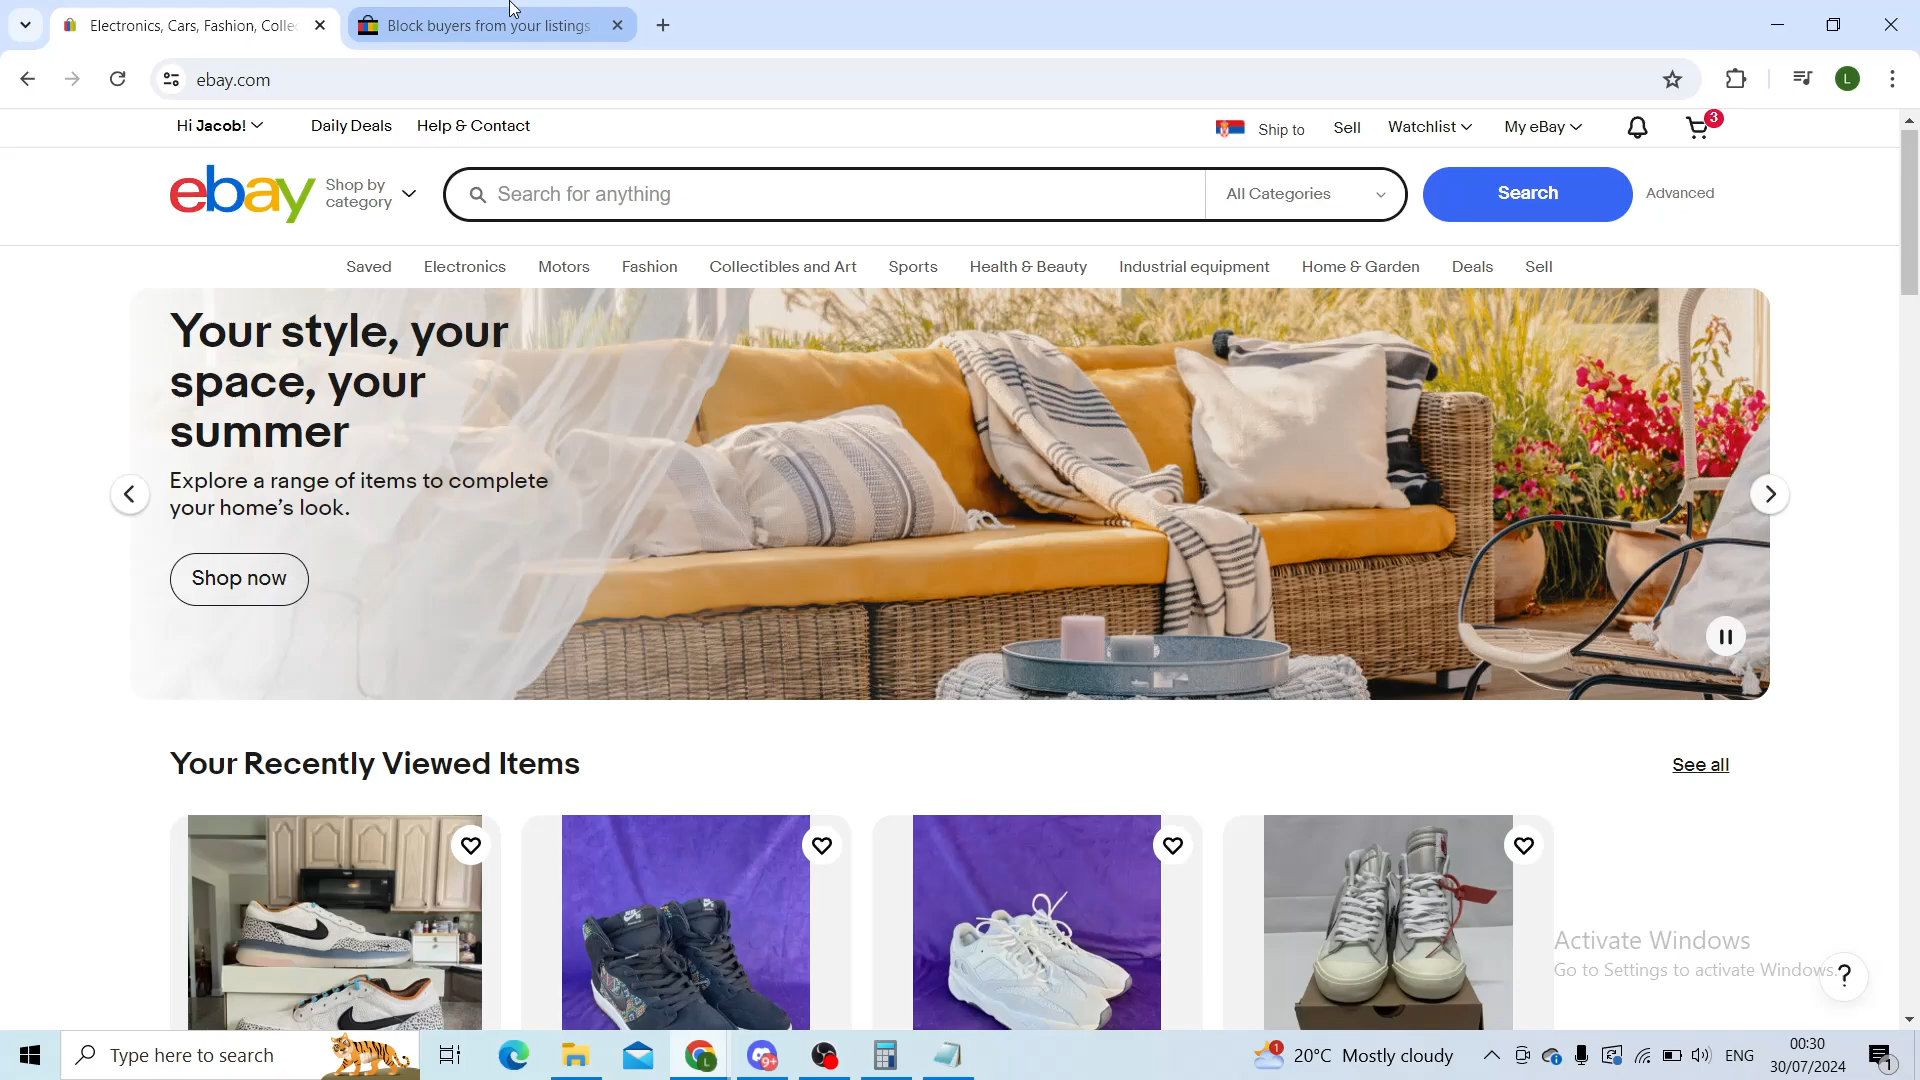 Electronics, Cars, Fashion, Colle
Block buyers from your listings
ebay.com
L
Hi Jacob!
Daily Deals
Help & Contact
Ship to
Sell
Watchlist
My eBay
3
ebay
Shop by
category
Search for anything
All Categories
Search
Advanced
Saved
Electronics
Motors
Fashion
Collectibles and Art
Sports
Health & Beauty
Industrial equipment
Home & Garden
Deals
Sell
Your style, your
space, your
summer
Explore a range of items to complete
your home’s look.
Shop now
Your Recently Viewed Items
See all
Activate Windows
Go to Settings to activate Windows.
?
Type here to search
L
9+
1
20°C Mostly cloudy
ENG
00:30
30/07/2024
1